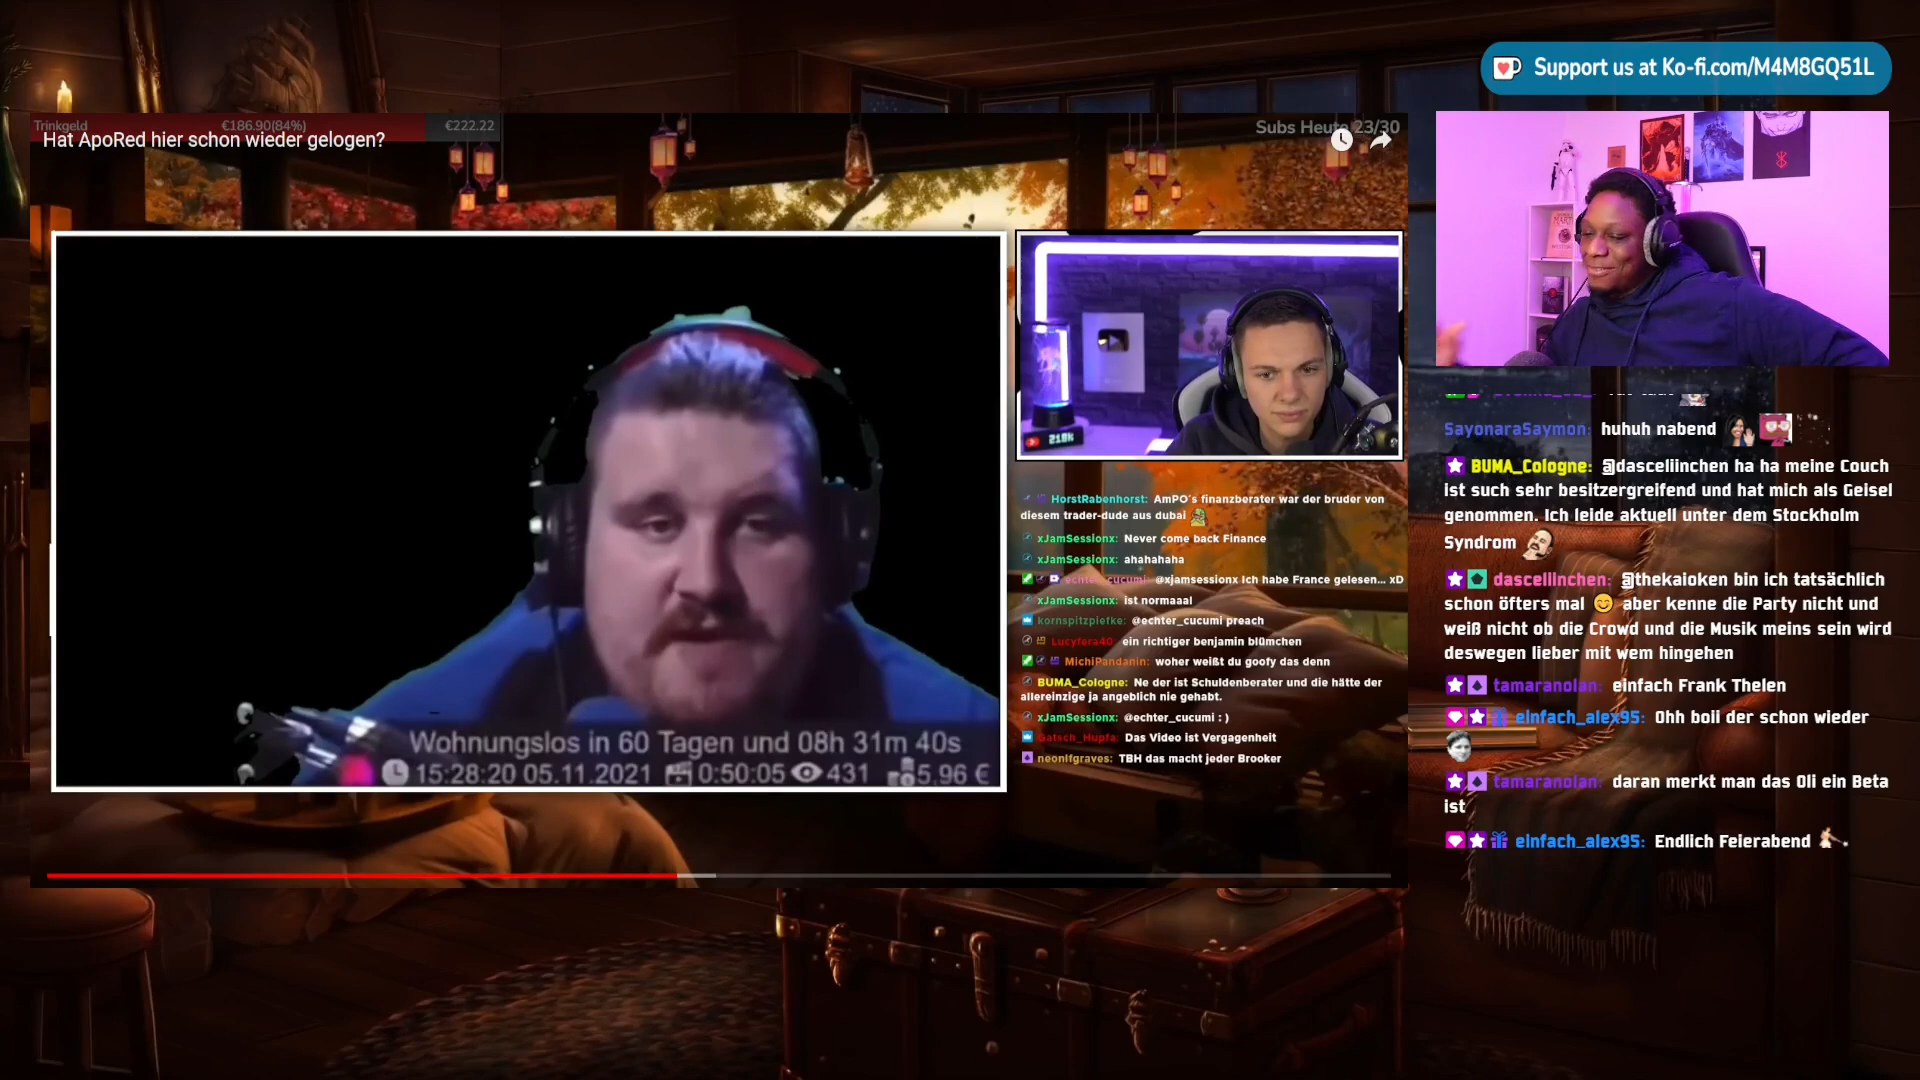 Support us at Ko-fi.com/M4M8GQ51L
Trinkgeld €186.90(84%) €222.22
Hat ApoRed hier schon wieder gelogen?
Subs Heute 23/30
218K
Wohnungslos in 60 Tagen und 08h 31m 40s
15:28:20 05.11.2021 0:50:05 431 5,96 €
HorstRabenhorst: AmPO´s finanzberater war der bruder von
diesem trader-dude aus dubai
xJamSessionx: Never come back Finance
xJamSessionx: ahahahaha
echter_cucumi: @xjamsessionx Ich habe France gelesen... xD
xJamSessionx: ist normaaal
kornspitzpiefke: @echter_cucumi preach
Lucyfera40: ein richtiger benjamin blümchen
MichiPandanin: woher weißt du goofy das denn
BUMA_Cologne: Ne der ist Schuldenberater und die hätte der
allereinzige ja angeblich nie gehabt.
xJamSessionx: @echter_cucumi : )
Gatsch_Hupfa: Das Video ist Vergagenheit
neonlfgraves: TBH das macht jeder Brooker
SayonaraSaymon: huhuh nabend
BUMA_Cologne: @dasceliinchen ha ha meine Couch
ist such sehr besitzergreifend und hat mich als Geisel
genommen. Ich leide aktuell unter dem Stockholm
Syndrom
dasceliinchen: @thekaioken bin ich tatsächlich
schon öfters mal aber kenne die Party nicht und
weiß nicht ob die Crowd und die Musik meins sein wird
deswegen lieber mit wem hingehen
tamaranolan: einfach Frank Thelen
einfach_alex95: Ohh boii der schon wieder
tamaranolan: daran merkt man das Oli ein Beta
ist
einfach_alex95: Endlich Feierabend